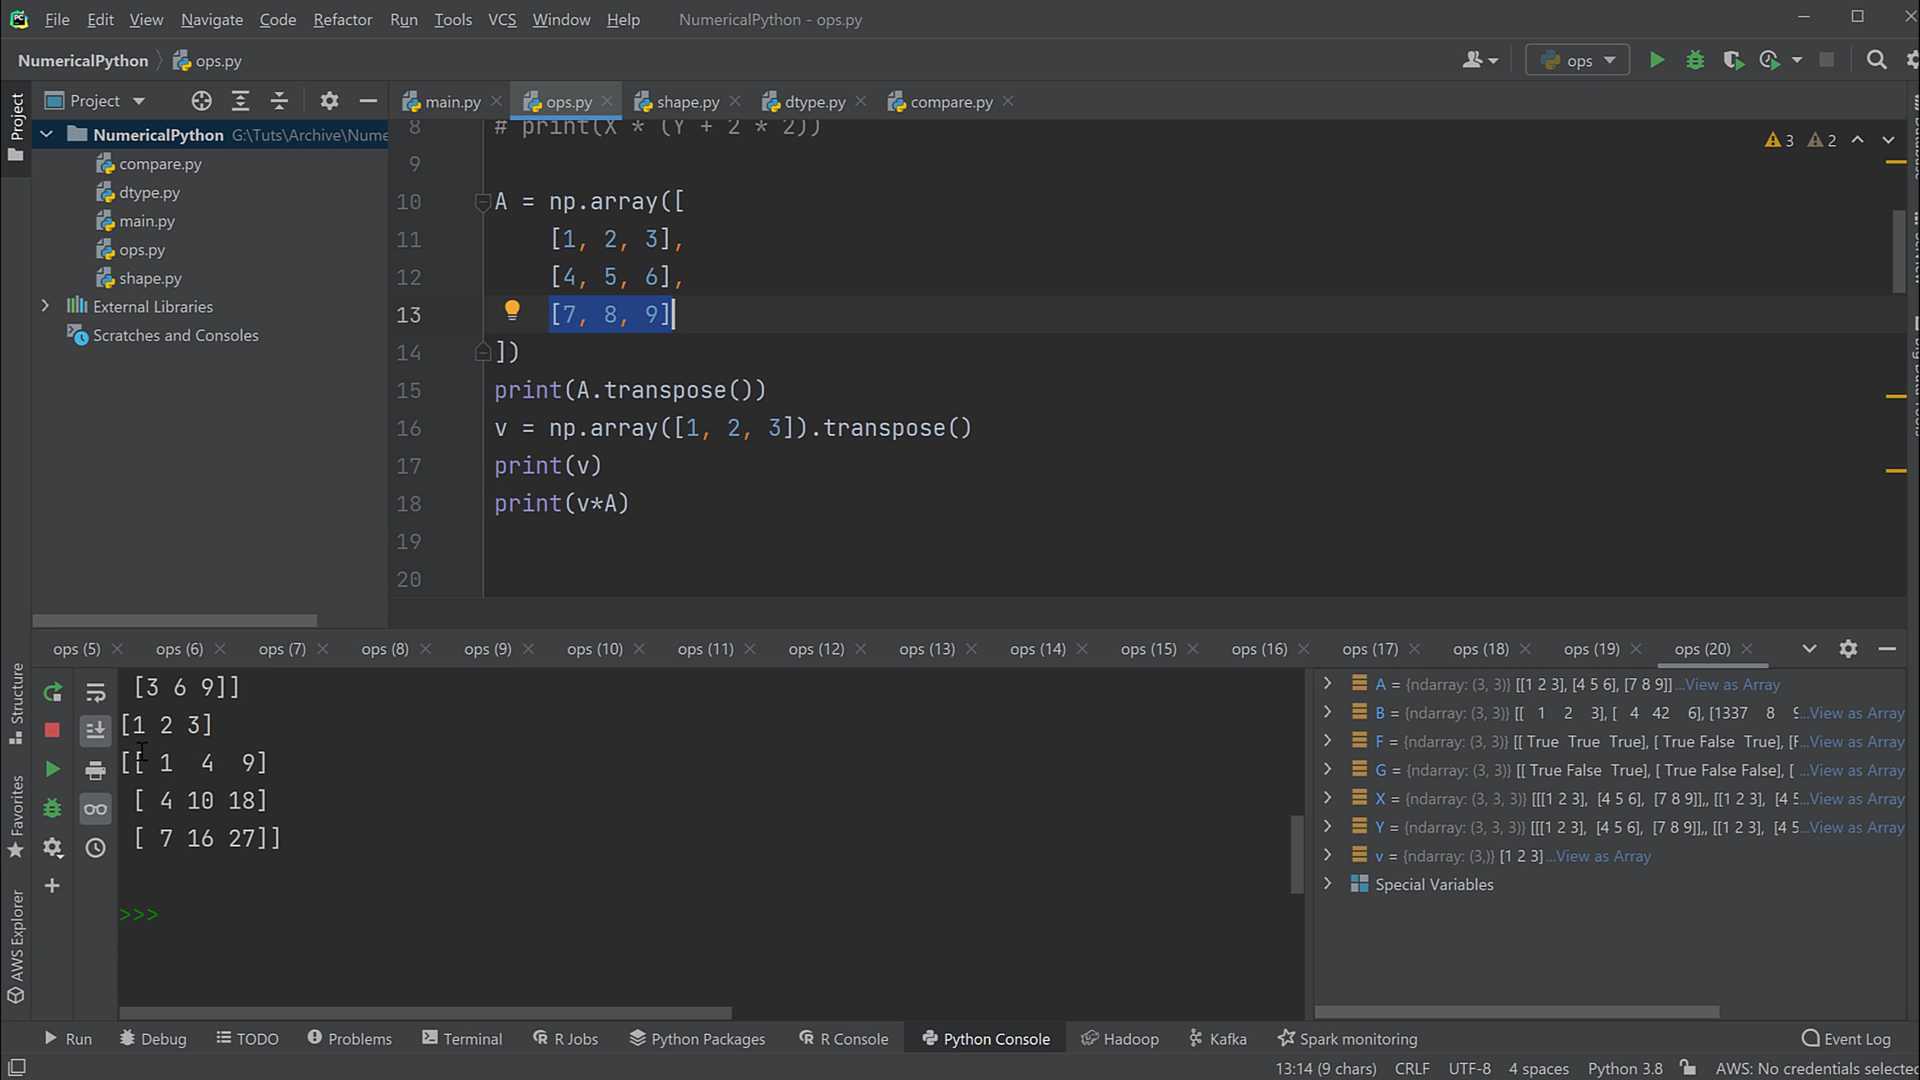 PC File Edit View Navigate Code Refactor Run Tools VCS Window Help NumericalPython - ops.py
NumericalPython ops.py ops
Project
Project
main.py ops.py shape.py dtype.py compare.py
NumericalPython G:\Tuts\Archive\Nume
compare.py
dtype.py
main.py
ops.py
shape.py
External Libraries
Scratches and Consoles
3 2
8 # print(X * (Y + 2 * 2))
9
10 A = np.array([
11 [1, 2, 3],
12 [4, 5, 6],
13 [7, 8, 9]
14 ])
15 print(A.transpose())
16 v = np.array([1, 2, 3]).transpose()
17 print(v)
18 print(v*A)
19
20
ops (5) ops (6) ops (7) ops (8) ops (9) ops (10) ops (11) ops (12) ops (13) ops (14) ops (15) ops (16) ops (17) ops (18) ops (19) ops (20)
Structure
Favorites
AWS Explorer
[3 6 9]]
[1 2 3]
[[ 1 4 9]
[ 4 10 18]
[ 7 16 27]]
>>>
A = {ndarray: (3, 3)} [[1 2 3], [4 5 6], [7 8 9]] ...View as Array
B = {ndarray: (3, 3)} [[ 1 2 3], [ 4 42 6], [1337 8 9...View as Array
F = {ndarray: (3, 3)} [[ True True True], [ True False True], [F...View as Array
G = {ndarray: (3, 3)} [[ True False True], [ True False False], [ ...View as Array
X = {ndarray: (3, 3, 3)} [[[1 2 3], [4 5 6], [7 8 9]],, [[1 2 3], [4 5...View as Array
Y = {ndarray: (3, 3, 3)} [[[1 2 3], [4 5 6], [7 8 9]],, [[1 2 3], [4 5...View as Array
v = {ndarray: (3,)} [1 2 3] ...View as Array
Special Variables
Run Debug TODO Problems Terminal R Jobs Python Packages R Console Python Console Hadoop Kafka Spark monitoring Event Log
13:14 (9 chars) CRLF UTF-8 4 spaces Python 3.8 AWS: No credentials selected